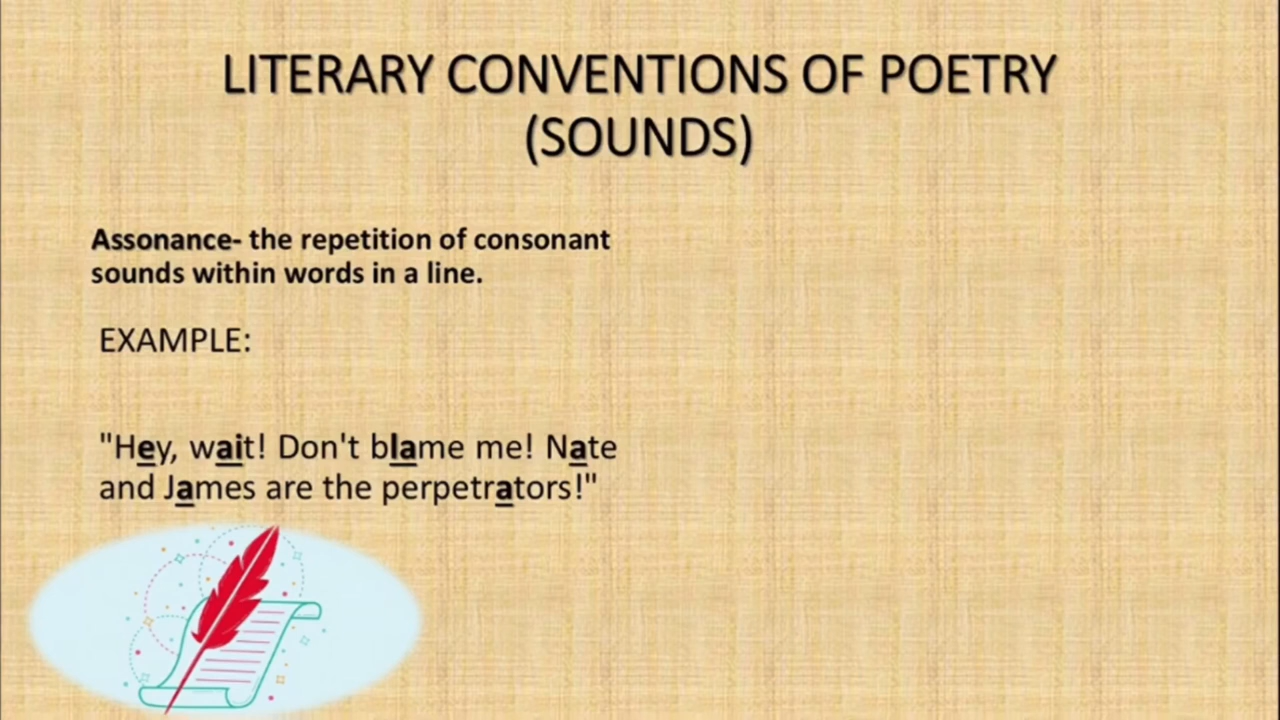 LITERARY CONVENTIONS OF POETRY
(SOUNDS)
Assonance- the repetition of consonant
sounds within words in a line.
EXAMPLE:
"Hey, wait! Don't blame me! Nate
and James are the perpetrators!"